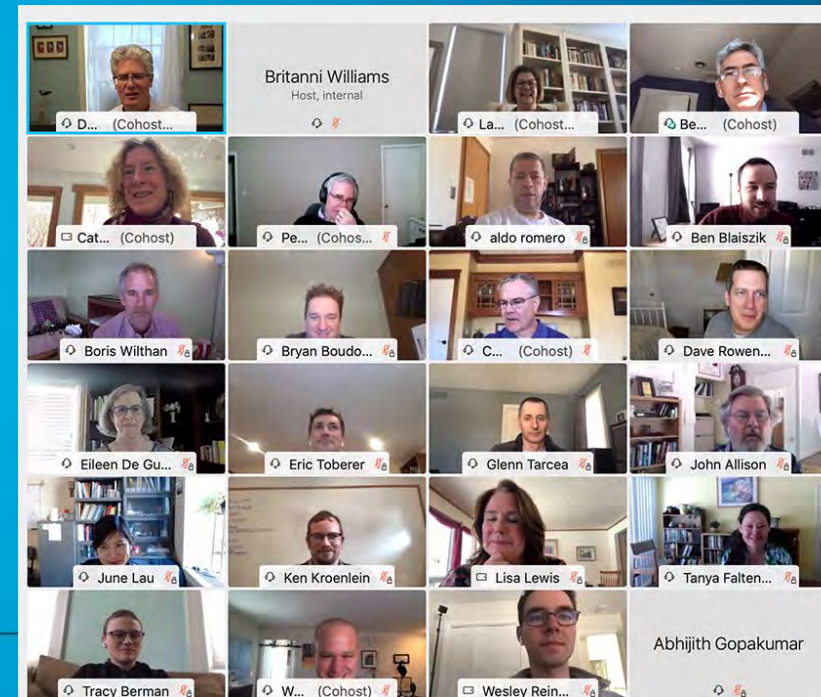 D... (Cohost...
Britanni Williams
Host, internal
La... (Cohost...
Be... (Cohost)
Cat... (Cohost)
Pe... (Cohos...
aldo romero
Ben Blaiszik
Boris Wilthan
Bryan Boudo...
C... (Cohost)
Dave Rowen...
Eileen De Gu...
Eric Toberer
Glenn Tarcea
John Allison
June Lau
Ken Kroenlein
Lisa Lewis
Tanya Falten...
Tracy Berman
W... (Cohost)
Wesley Rein...
Abhijith Gopakumar